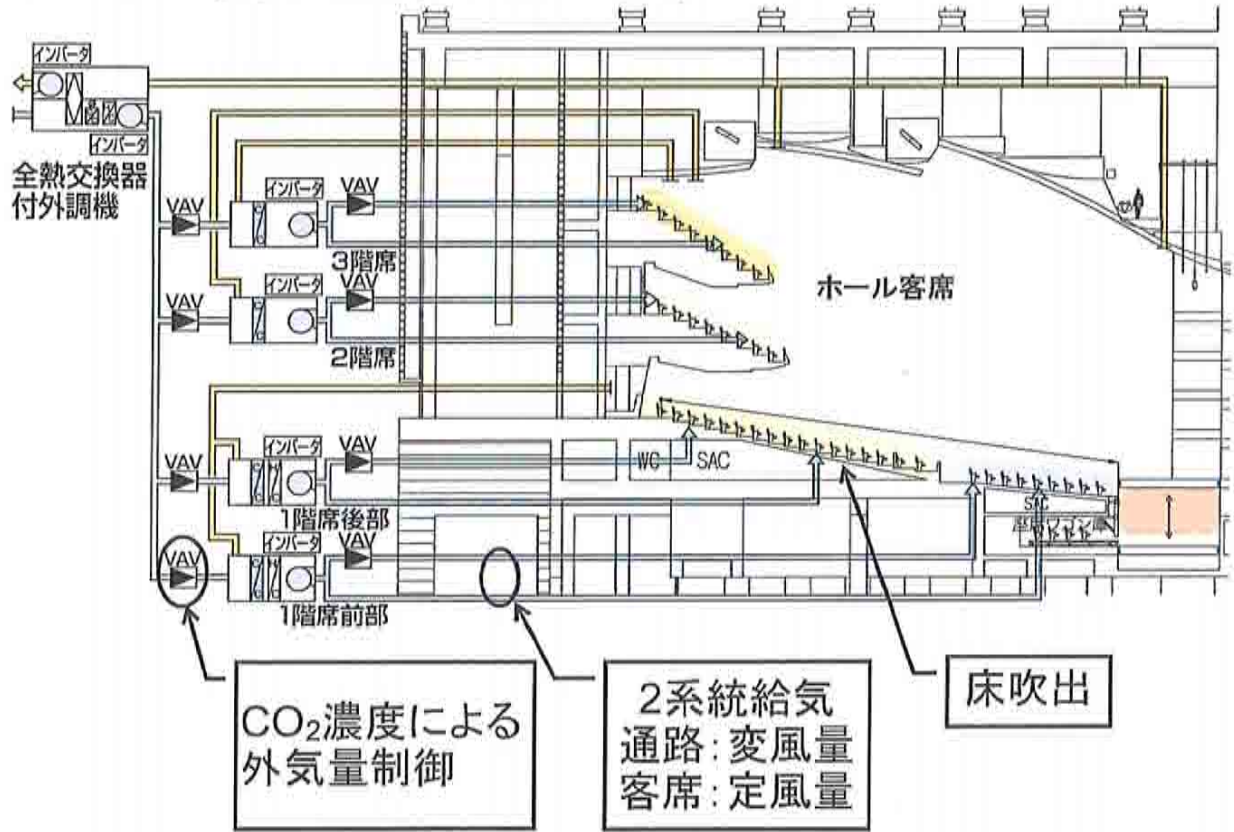 インバータ
インバータ
全熱交換器
付外調機
VAV
インバータ
VAV
3階席
ホール客席
VAV
インバータ
VAV
2階席
VAV
インバータ
VAV
WC
SAC
1階席後部
SAC
VAV
インバータ
VAV
1階席前部
CO₂濃度による
外気量制御
2系統給気
通路:変風量
客席:定風量
床吹出